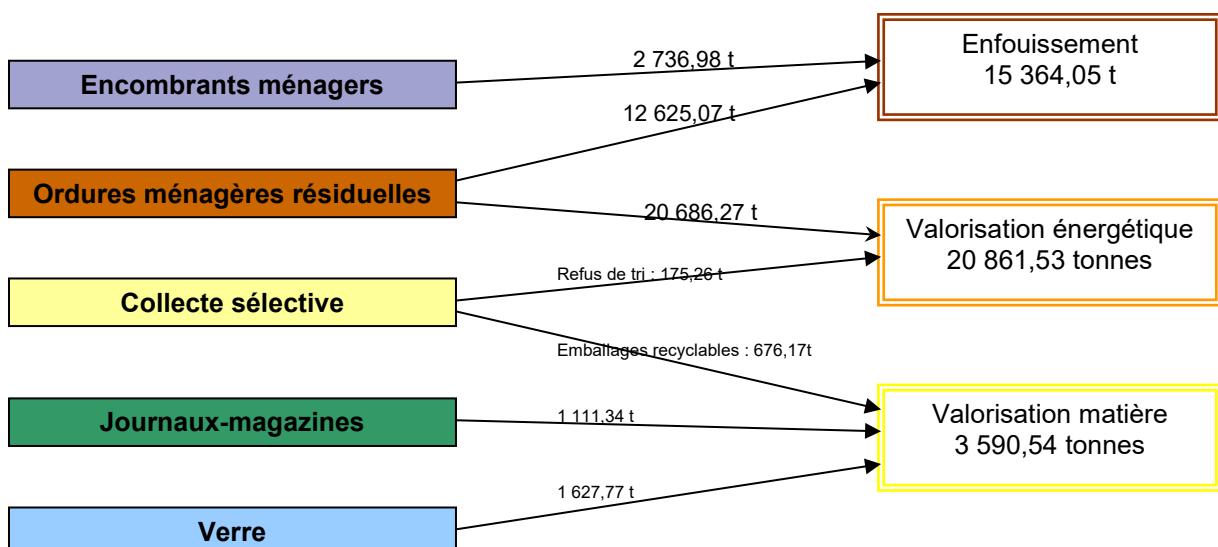 Encombrants ménagers
2 736,98 t
Enfouissement
15 364,05 t
12 625,07 t
Ordures ménagères résiduelles
20 686,27 t
Valorisation énergétique
20 861,53 tonnes
Refus de tri : 175,26 t
Collecte sélective
Emballages recyclables : 676,17t
Journaux-magazines
1 111,34 t
Valorisation matière
3 590,54 tonnes
1 627,77 t
Verre